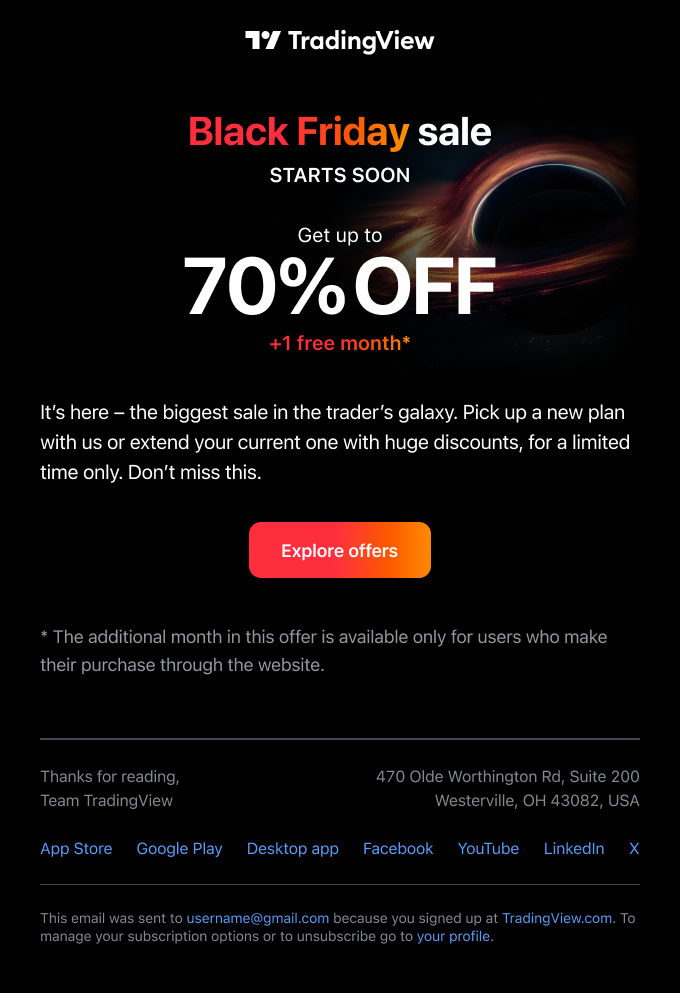 TradingView
Black Friday sale
STARTS SOON
Get up to
70% OFF
+1 free month*
It’s here – the biggest sale in the trader’s galaxy. Pick up a new plan
with us or extend your current one with huge discounts, for a limited
time only. Don’t miss this.
Explore offers
* The additional month in this offer is available only for users who make
their purchase through the website.
Thanks for reading,
Team TradingView
470 Olde Worthington Rd, Suite 200
Westerville, OH 43082, USA
App Store Google Play Desktop app Facebook YouTube LinkedIn X
This email was sent to username@gmail.com because you signed up at TradingView.com. To
manage your subscription options or to unsubscribe go to your profile.